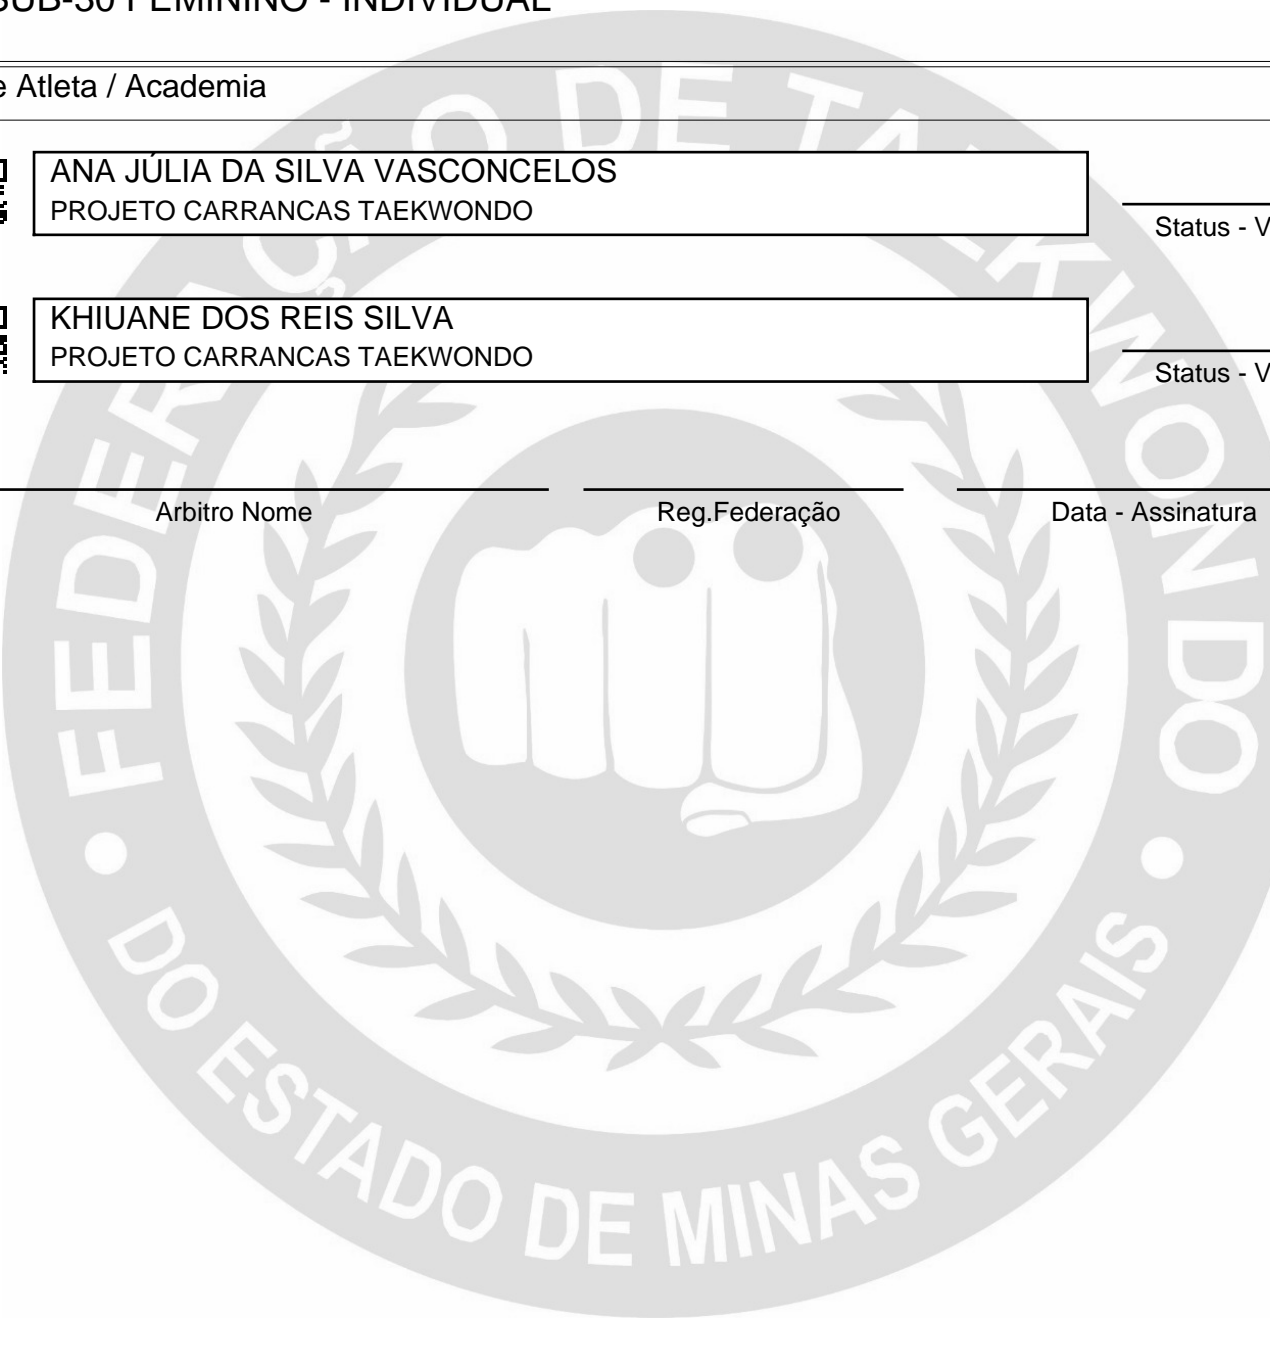 SUB-30 FEMININO - INDIVIDUAL
e Atleta / Academia
ANA JÚLIA DA SILVA VASCONCELOS
PROJETO CARRANCAS TAEKWONDO
Status - V
KHIUANE DOS REIS SILVA
PROJETO CARRANCAS TAEKWONDO
Status - V
Arbitro Nome Reg.Federação Data - Assinatura
FEDERAÇÃO DE TAEKWONDO
DO ESTADO DE MINAS GERAIS